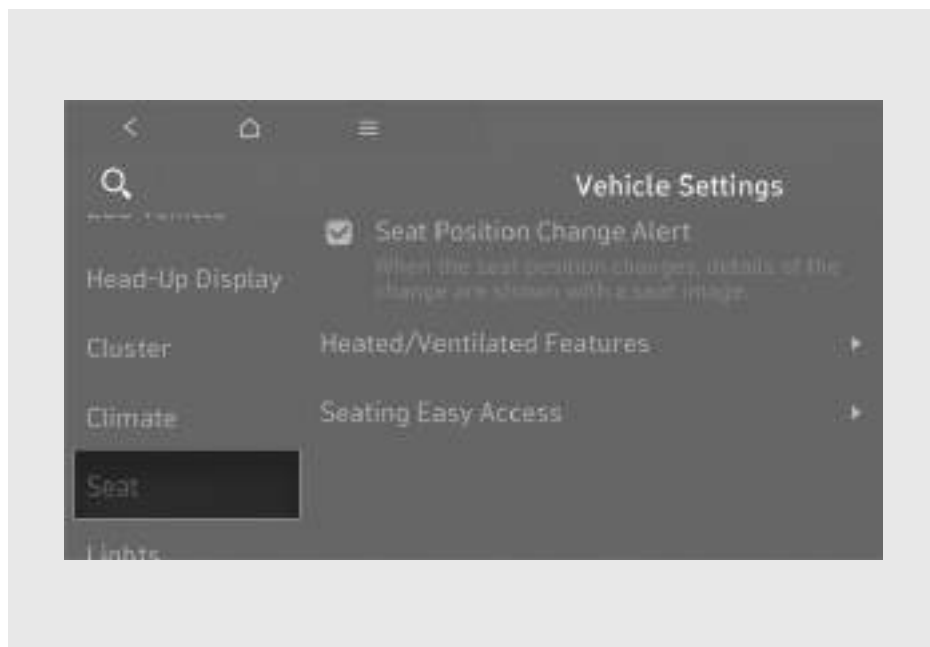 Vehicle Settings
Seat Position Change Alert
When the seat position changes, details of the
change are shown with a seat image.
Head-Up Display
Cluster
Heated/Ventilated Features
Climate
Seating Easy Access
Seat
Lights